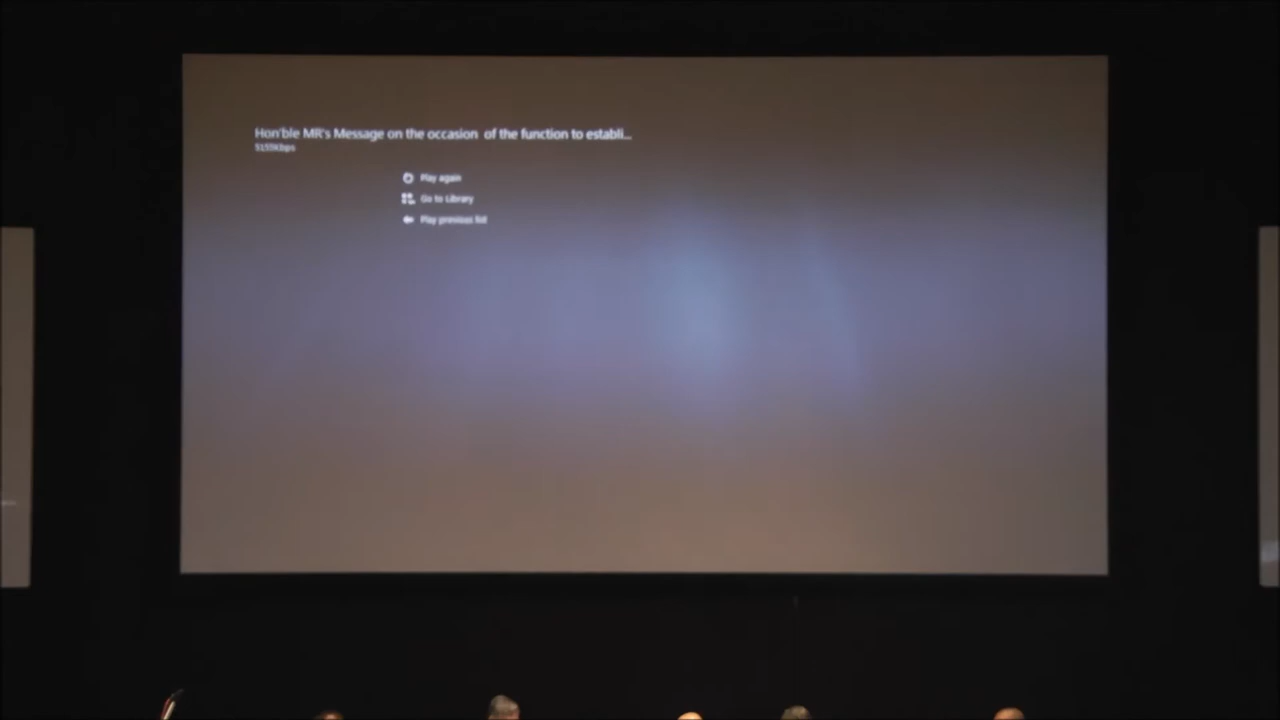 Hon'ble MR's Message on the occasion of the function to establi...
5155Kbps
Play again
Go to Library
Play previous list